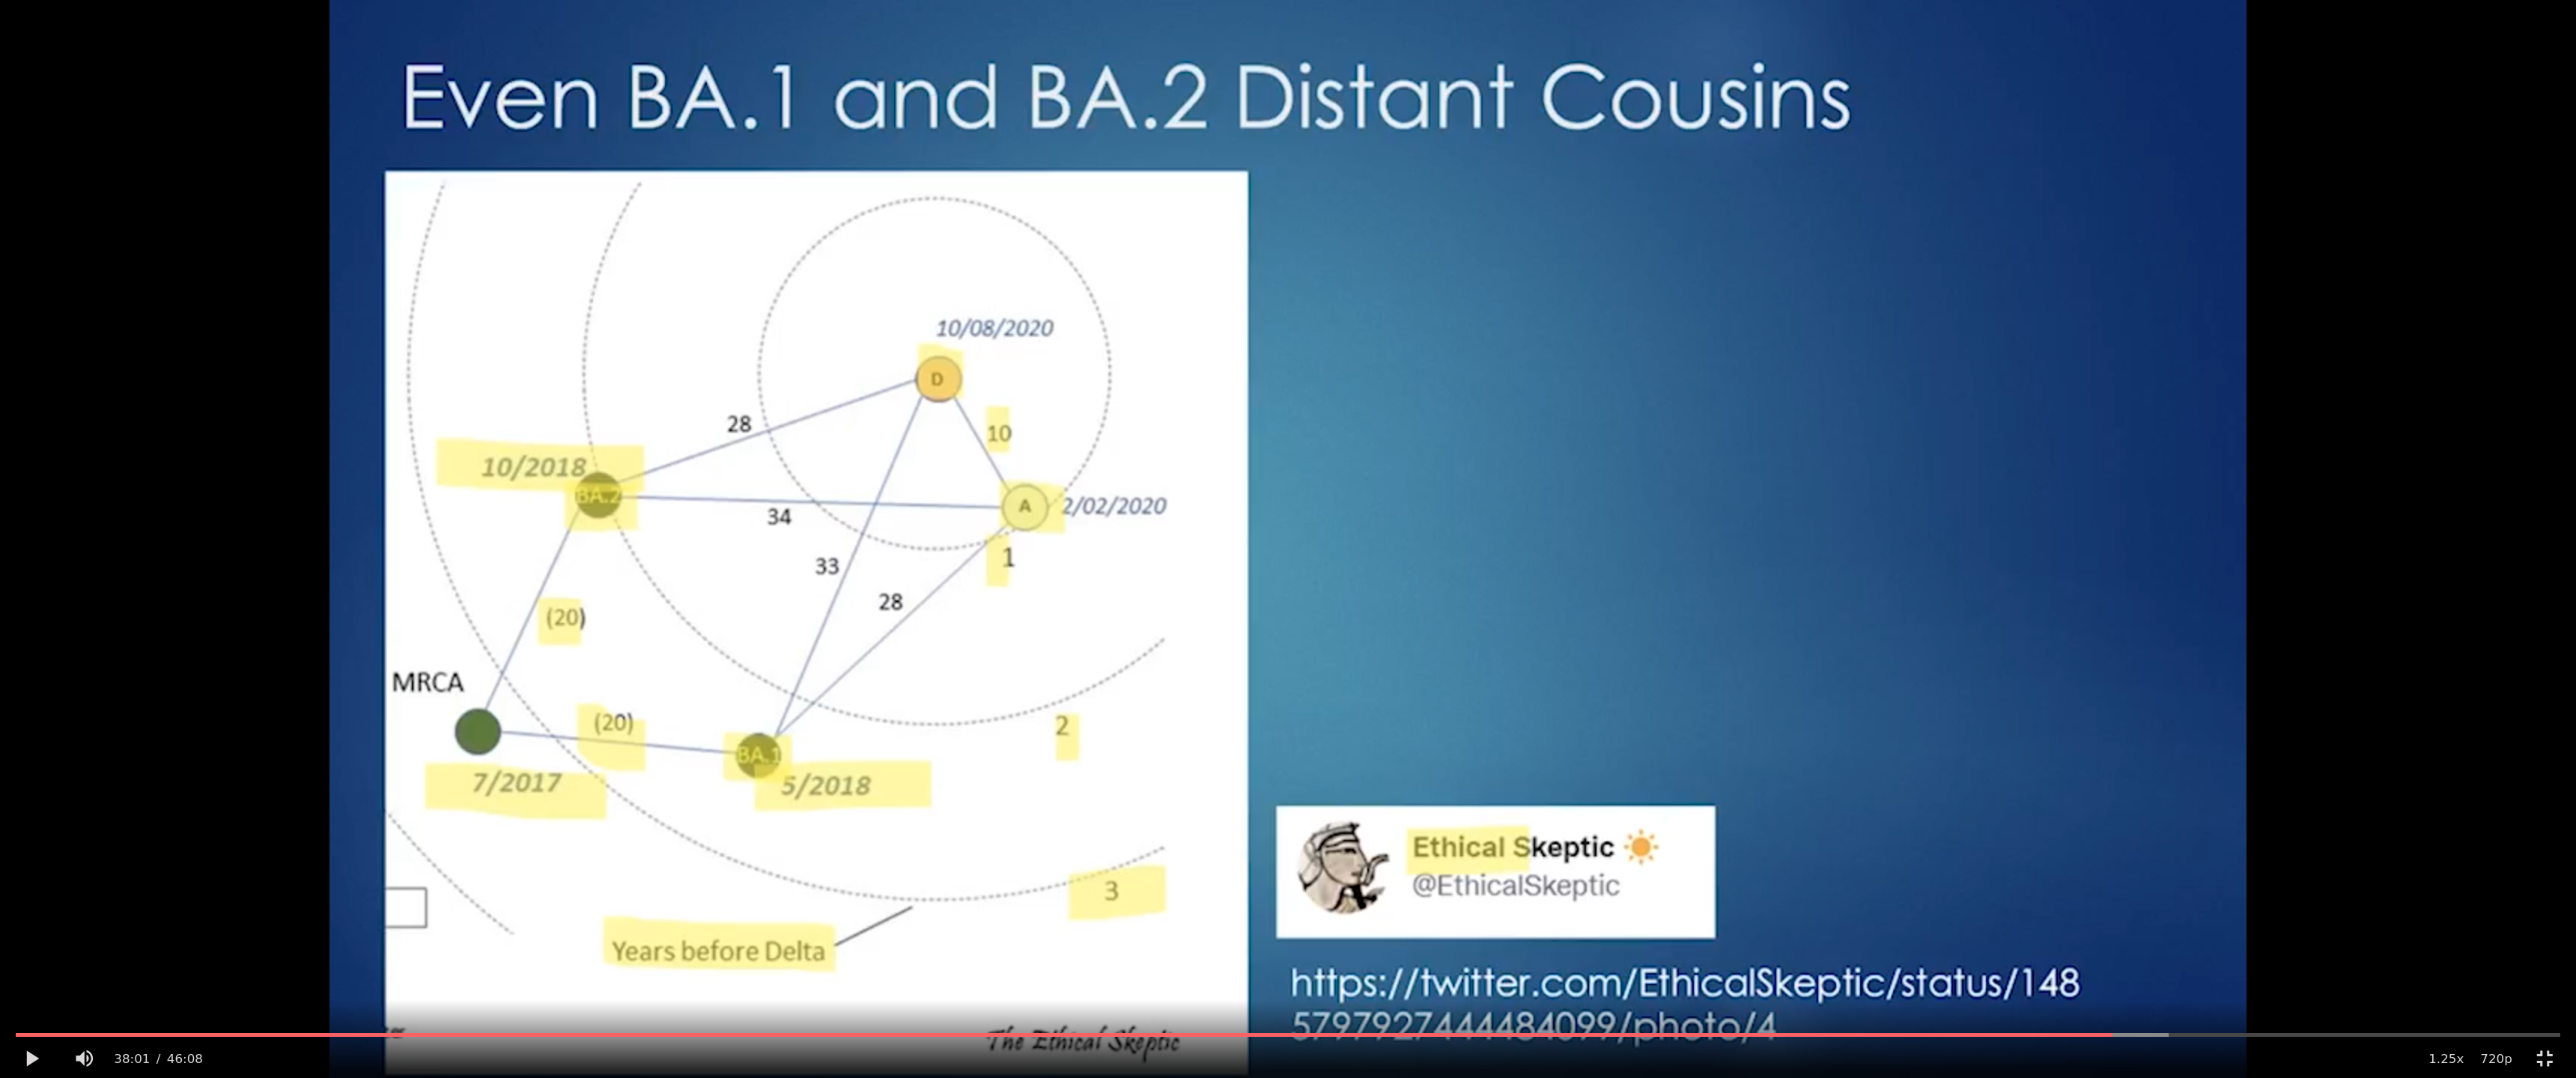 Even BA.1 and BA.2 Distant Cousins
10/08/2020
D
28
10
10/2018
BA.2
A
2/02/2020
34
1
33
28
(20)
MRCA
(20)
2
BA.1
7/2017
5/2018
Ethical Skeptic
@EthicalSkeptic
3
Years before Delta
https://twitter.com/EthicalSkeptic/status/148
5797927444484099/photo/4
The Ethical Skeptic
38:01 / 46:08
1.25x
720p